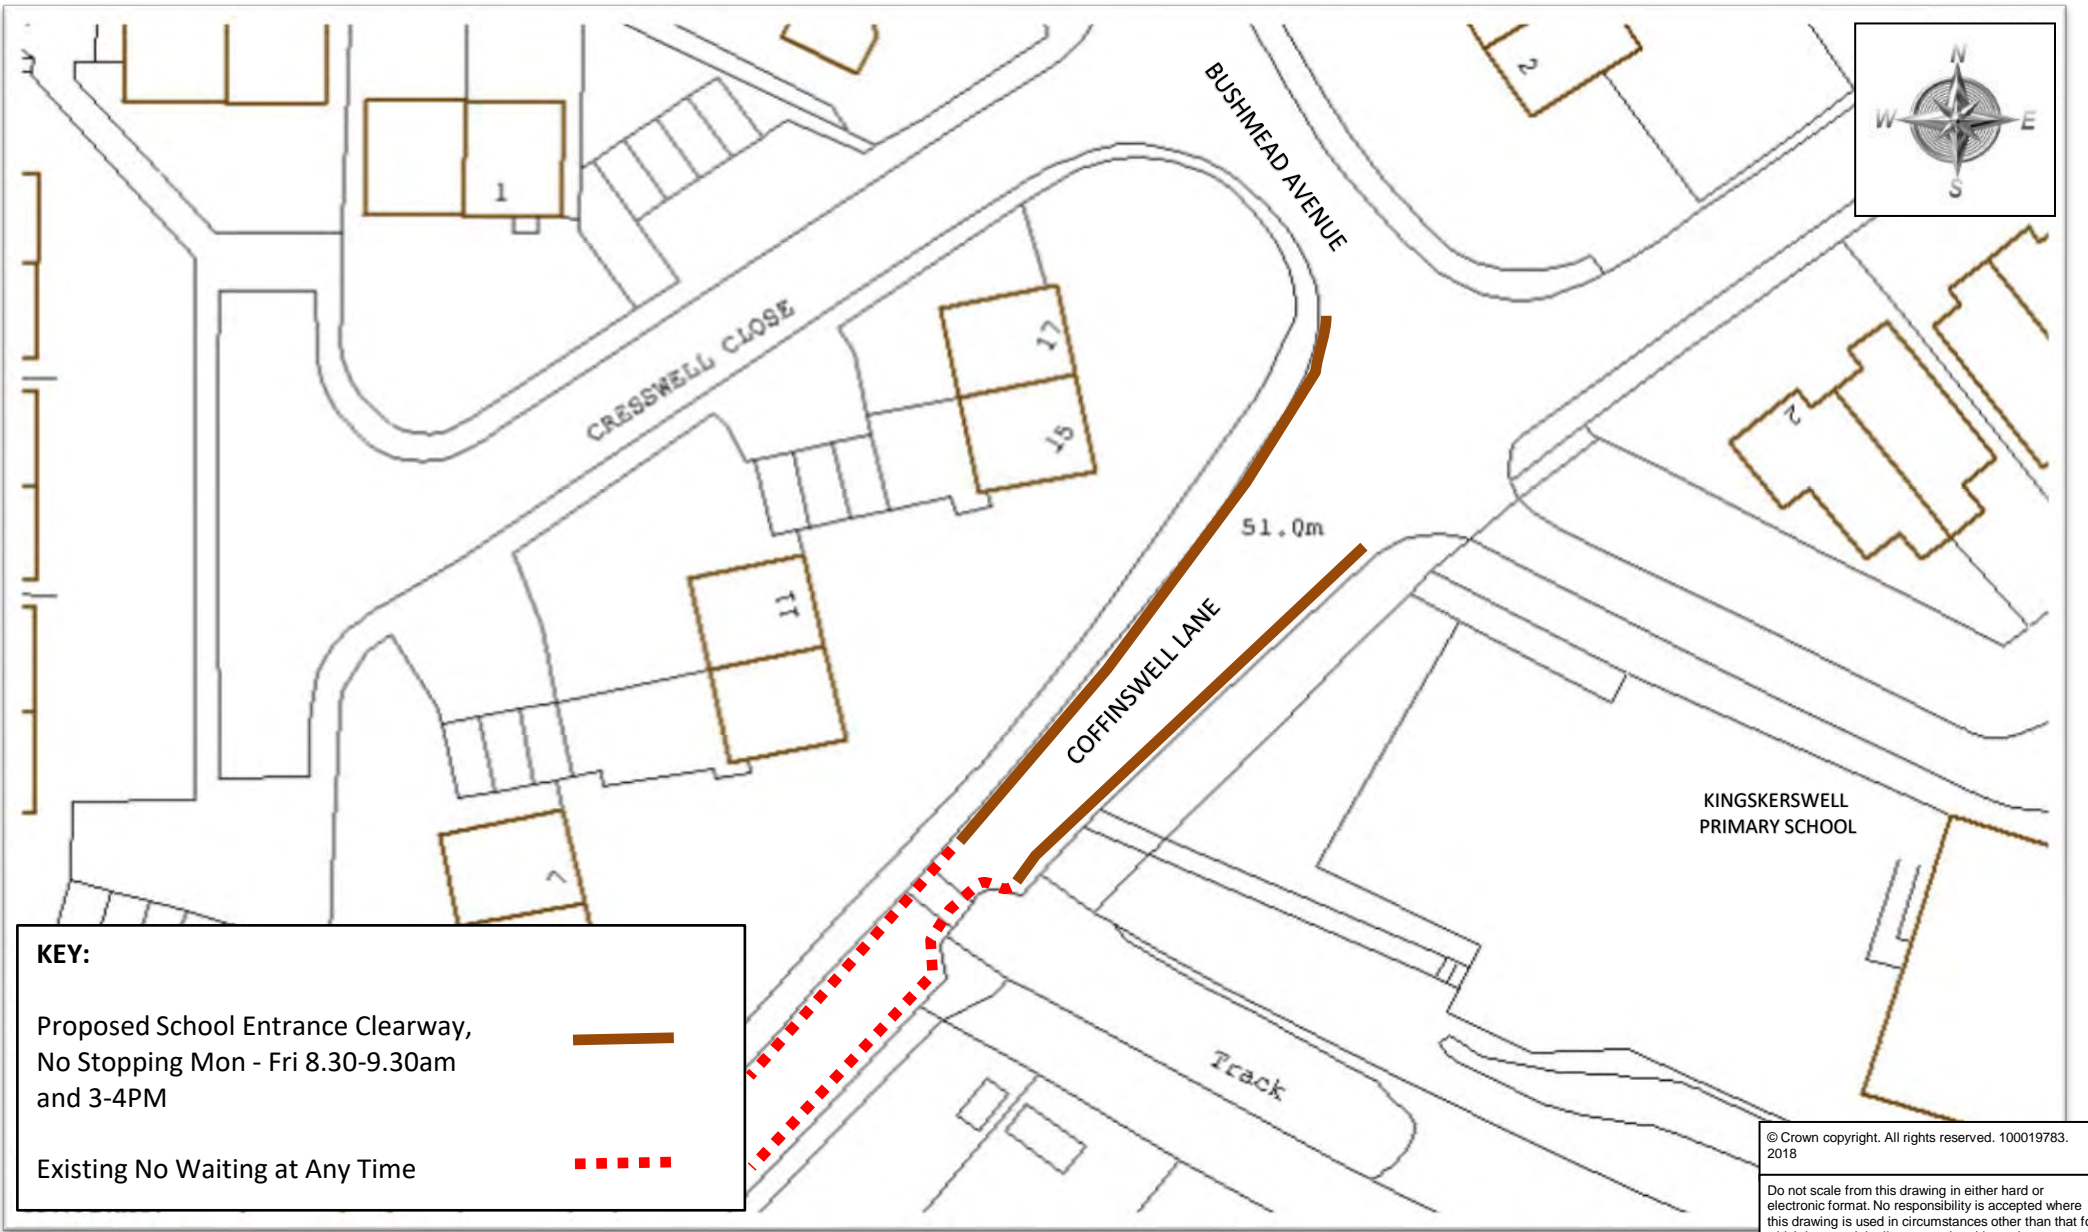 N
W
E
S
2
BUSHMEAD AVENUE
1
CRESSWELL CLOSE
17
15
2
51.0m
11
COFFINSWELL LANE
KINGSKERSWELL
PRIMARY SCHOOL
7
Track
KEY:
Proposed School Entrance Clearway,
No Stopping Mon - Fri 8.30-9.30am
and 3-4PM
Existing No Waiting at Any Time
© Crown copyright. All rights reserved. 100019783.
2018
Do not scale from this drawing in either hard or
electronic format. No responsibility is accepted where
this drawing is used in circumstances other than that